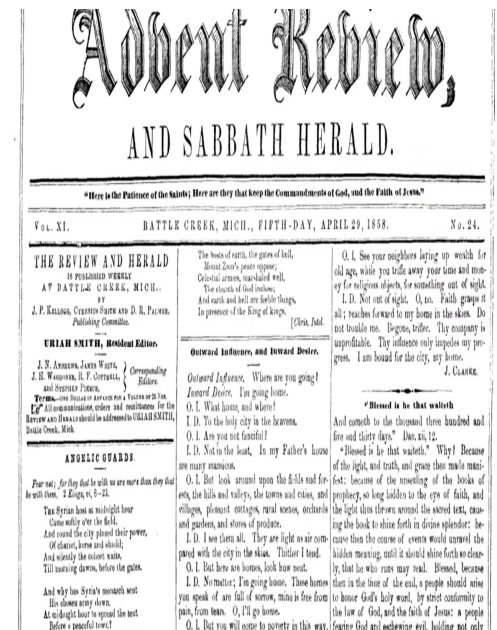 Advent Review,
AND SABBATH HERALD.
"Here is the Patience of the Saints; Here are they that keep the Commandments of God, and the Faith of Jesus."
VOL. XI. BATTLE CREEK, MICH., FIFTH-DAY, APRIL 29, 1858. No. 24.
THE REVIEW AND HERALD
IS PUBLISHED WEEKLY
AT BATTLE CREEK, MICH.,
BY
J. P. KELLOGG, CYRENIUS SMITH AND D. R. PALMER,
Publishing Committee.
URIAH SMITH, Resident Editor.
J. N. ANDREWS, JAMES WHITE,
J. H. WAGGONER, R. F. COTTRELL,
and STEPHEN PIERCE,
Corresponding
Editors.
Terms.—ONE DOLLAR IN ADVANCE FOR A VOLUME OF 26 NOS.
All communications, orders and remittances for the
REVIEW AND HERALD should be addressed to URIAH SMITH,
Battle Creek, Mich.
ANGELIC GUARDS.
Fear not; for they that be with us are more than they that
be with them. 2 Kings, vi, 8-23.
THE Syrian host at midnight hour
Came softly o'er the field,
And round the city placed their power,
Of chariot, horse and shield;
And silently the cohort waits,
Till morning dawns, before the gates.
And why has Syria's monarch sent
His chosen army down,
At midnight hour to spread the tent
Before a peaceful town?
The hosts of earth, the gates of hell,
Mount Zion's peace oppose;
Celestial armies, marshaled well,
The church of God inclose;
And earth and hell are feeble things,
In presence of the King of kings.
[Chris. Intel.
Outward Influence, and Inward Desire.
Outward Influence. Where are you going?
Inward Desire. I'm going home.
O. I. What home, and where?
I. D. To the holy city in the heavens.
O. I. Are you not fanciful?
I. D. Not in the least, In my Father's house
are many mansions.
O. I. But look around upon the fields and for-
ests, the hills and valleys, the towns and cities, and
villages, pleasant cottages, rural scenes, orchards
and gardens, and stores of produce.
I. D. I see them all. They are light as air com-
pared with the city in the skies. Thither I tend.
O. I. But here are homes, look how neat.
I. D. No matter; I'm going home. These homes
you speak of are full of sorrow, mine is free from
pain, from tears. O, I'll go home.
O. I. But you will come to poverty in this way.
O. I. See your neighbors laying up wealth for
old age, while you trifle away your time and mon-
ey for religious objects, for something out of sight.
I. D. Not out of sight. O, no. Faith grasps it
all; reaches forward to my home in the skies. Do
not trouble me. Begone, trifler. Thy company is
unprofitable. Thy influence only impedes my pro-
gress. I am bound for the city, my home.
J. CLARKE.
"Blessed is he that waiteth
And cometh to the thousand three hundred and
five and thirty days." Dan. xii, 12.
"Blessed is he that waiteth." Why? Because
of the light, and truth, and grace then made mani-
fest: because of the unsealing of the books of
prophecy, so long hidden to the eye of faith, and
the light thus thrown around the sacred text, caus-
ing the book to shine forth in divine splendor: be-
cause then the course of events would unravel the
hidden meaning, until it should shine forth so clear-
ly, that he who runs may read. Blessed, because
then in the time of the end, a people should arise
to honor God's holy word, by strict conformity to
the law of God, and the faith of Jesus: a people
fearing God and eschewing evil, holding not only